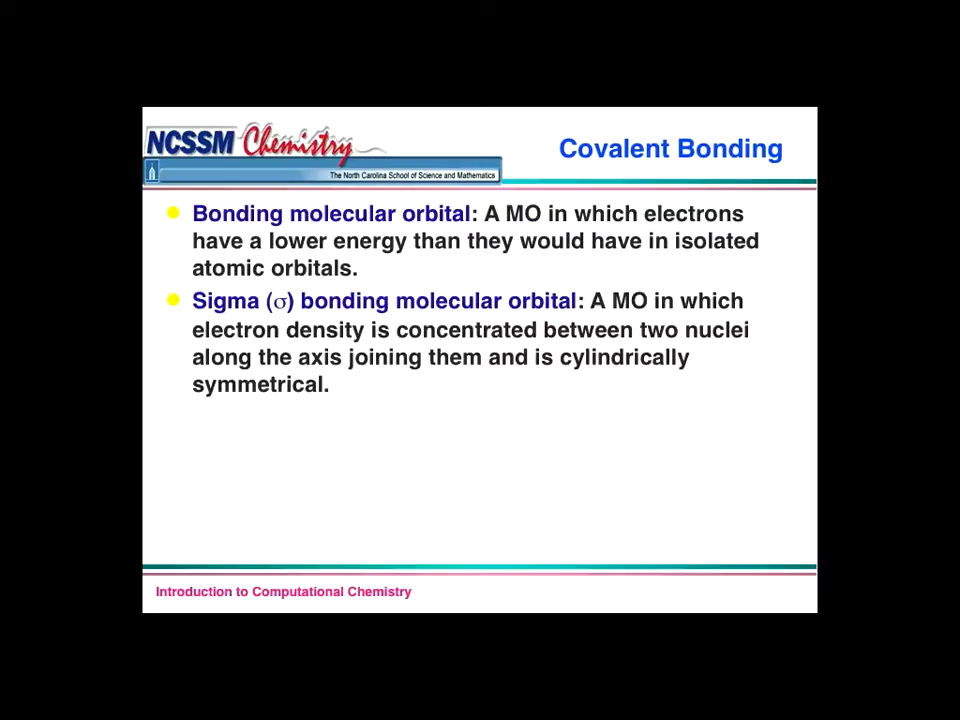 NCSSM Chemistry
The North Carolina School of Science and Mathematics
Covalent Bonding
Bonding molecular orbital: A MO in which electrons
have a lower energy than they would have in isolated
atomic orbitals.
Sigma (σ) bonding molecular orbital: A MO in which
electron density is concentrated between two nuclei
along the axis joining them and is cylindrically
symmetrical.
Introduction to Computational Chemistry